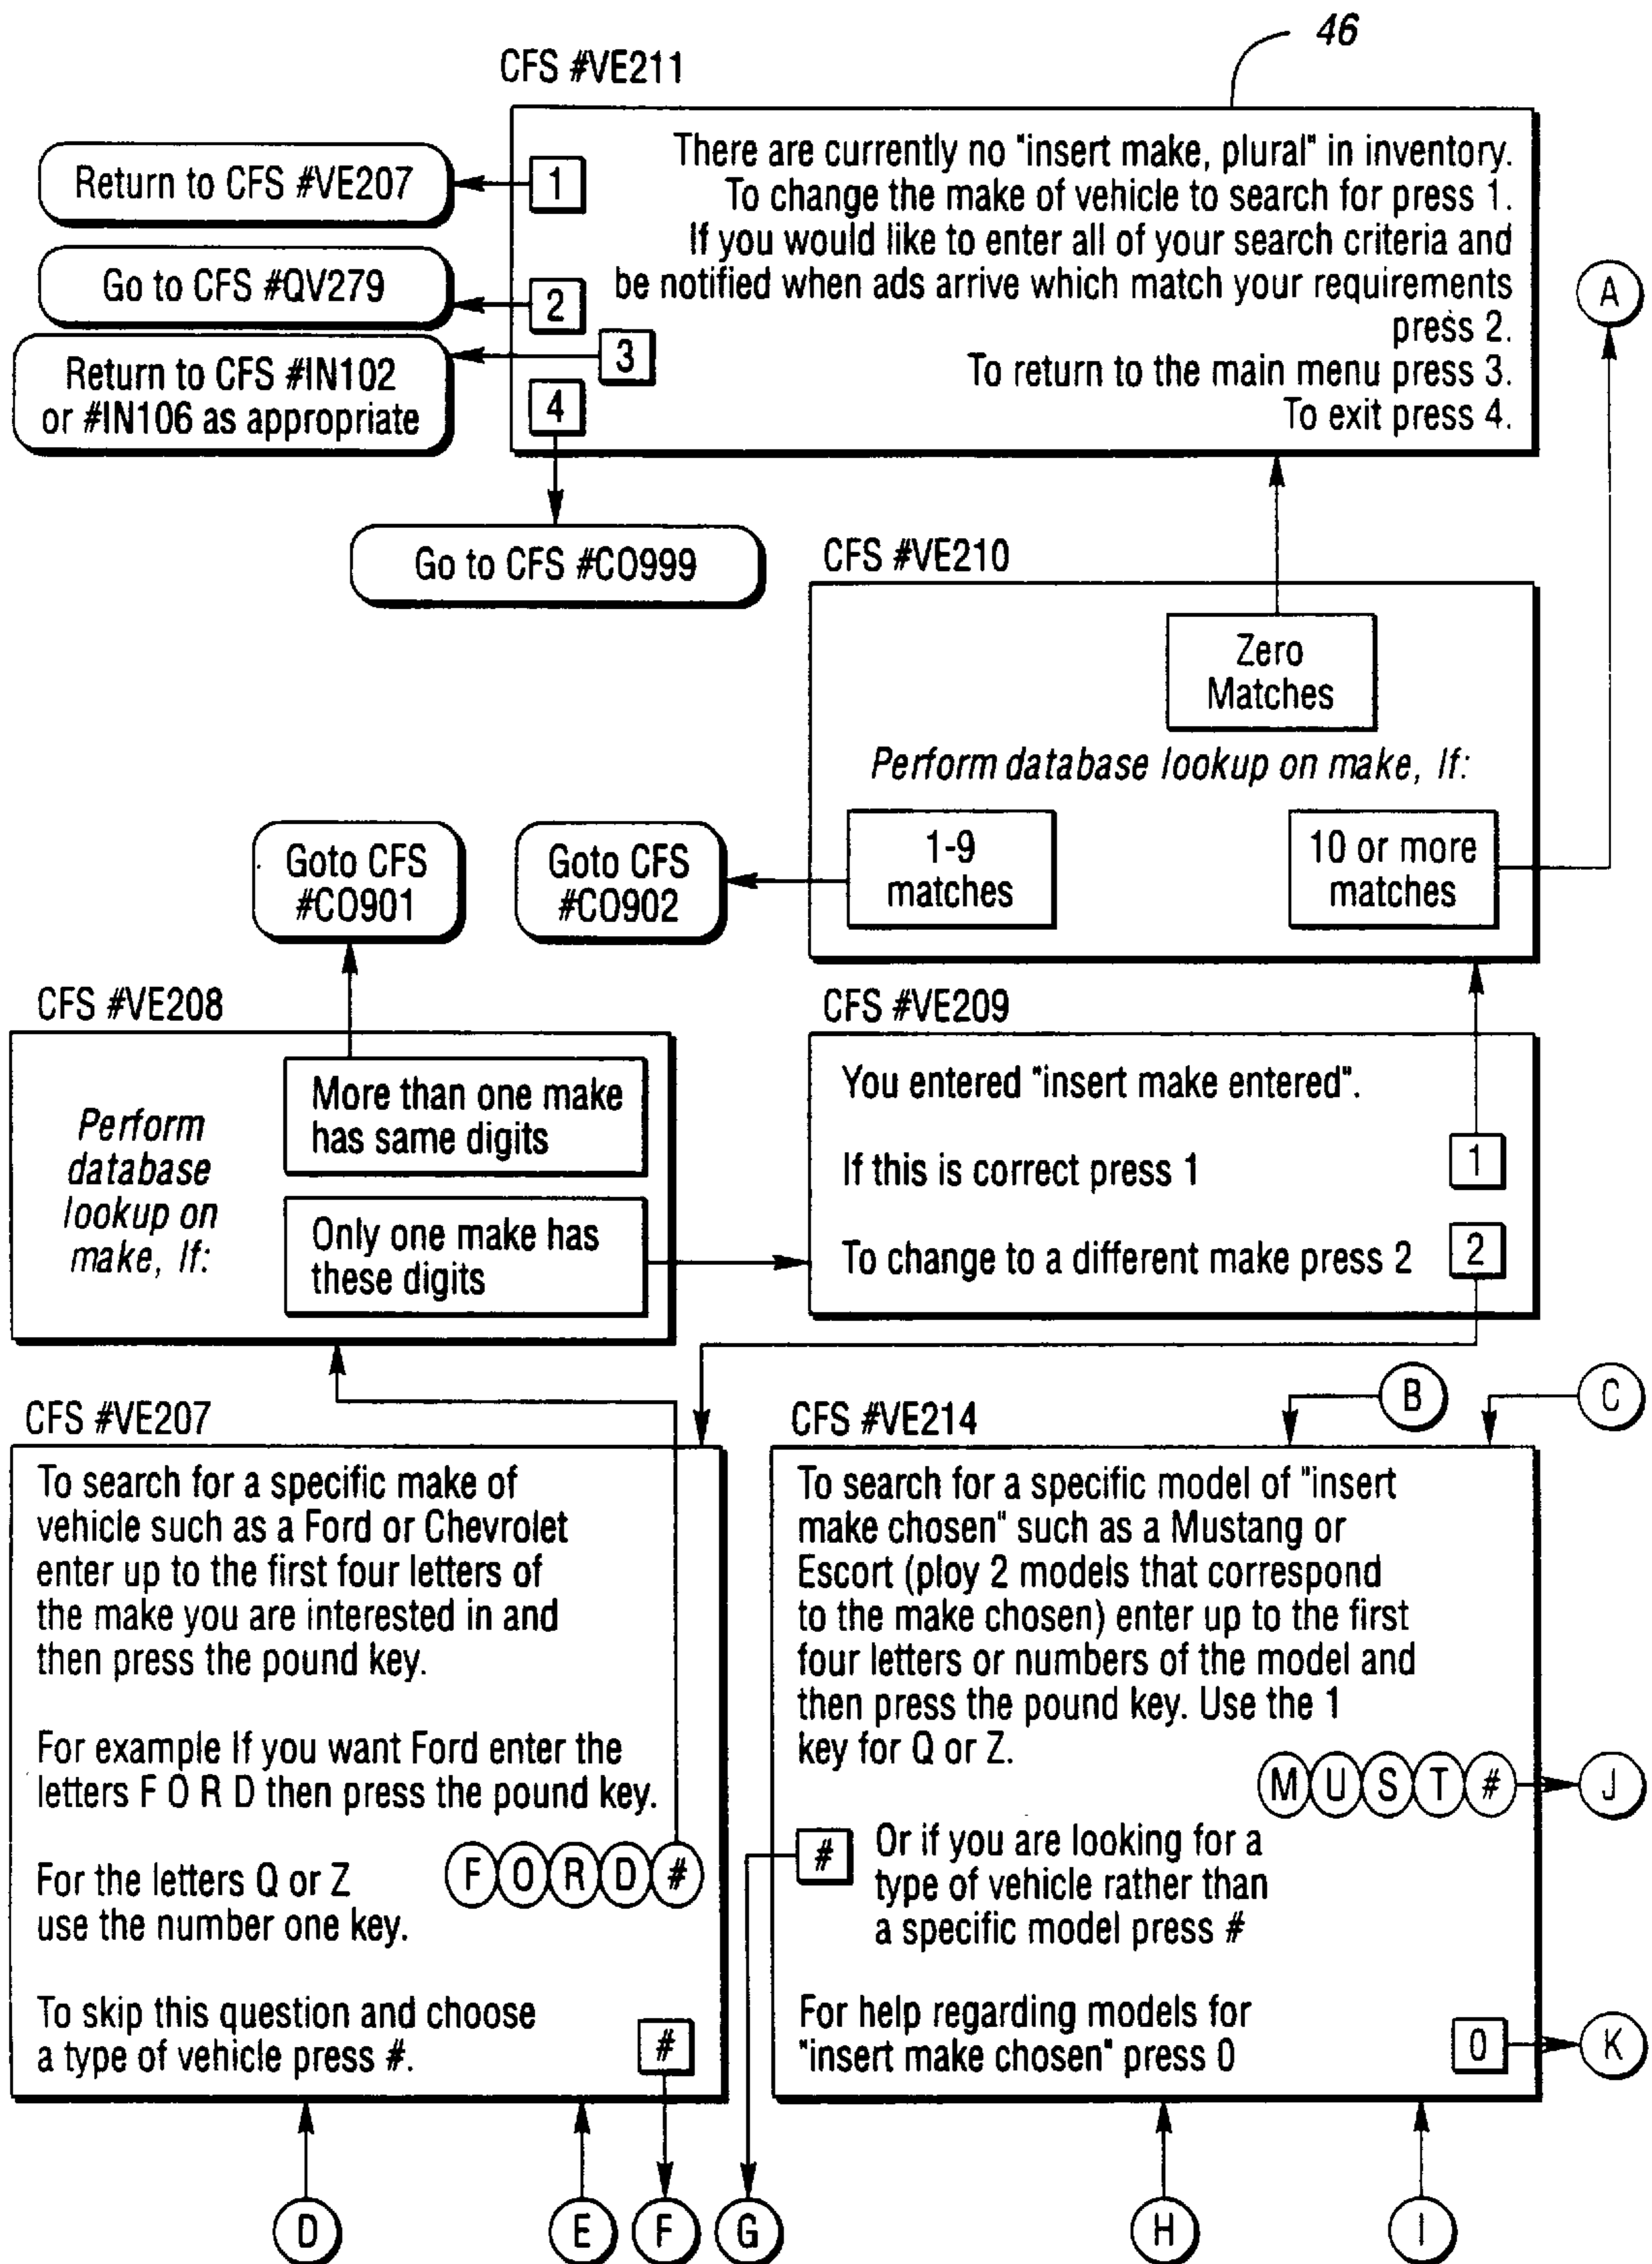 46
CFS #VE211
There are currently no "insert make, plural" in inventory.
To change the make of vehicle to search for press 1.
If you would like to enter all of your search criteria and
be notified when ads arrive which match your requirements
press 2.
To return to the main menu press 3.
To exit press 4.
1
Return to CFS #VE207
2
Go to CFS #QV279
3
Return to CFS #IN102
or #IN106 as appropriate
4
Go to CFS #CO999
A
CFS #VE210
Zero
Matches
Perform database lookup on make, If:
1-9
matches
10 or more
matches
Goto CFS
#CO901
Goto CFS
#CO902
CFS #VE208
Perform
database
lookup on
make, If:
More than one make
has same digits
Only one make has
these digits
CFS #VE209
You entered "insert make entered".
If this is correct press 1
1
To change to a different make press 2
2
B
C
CFS #VE207
To search for a specific make of
vehicle such as a Ford or Chevrolet
enter up to the first four letters of
the make you are interested in and
then press the pound key.
For example If you want Ford enter the
letters F O R D then press the pound key.
For the letters Q or Z
use the number one key.
F O R D #
To skip this question and choose
a type of vehicle press #.
#
CFS #VE214
To search for a specific model of "insert
make chosen" such as a Mustang or
Escort (ploy 2 models that correspond
to the make chosen) enter up to the first
four letters or numbers of the model and
then press the pound key. Use the 1
key for Q or Z.
M U S T #
J
#
Or if you are looking for a
type of vehicle rather than
a specific model press #
For help regarding models for
"insert make chosen" press 0
0
K
D
E
F
G
H
I